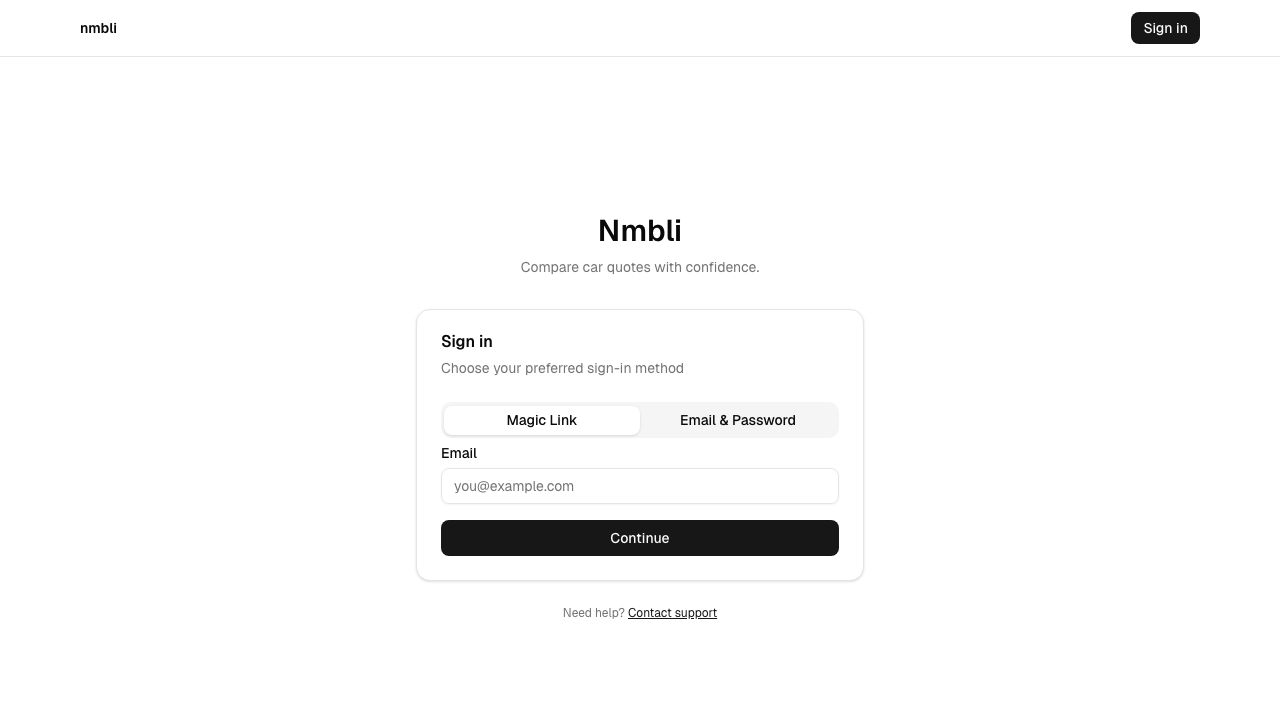 nmbli
Sign in
Nmbli
Compare car quotes with confidence.
Sign in
Choose your preferred sign-in method
Magic Link
Email & Password
Email
you@example.com
Continue
Need help? Contact support